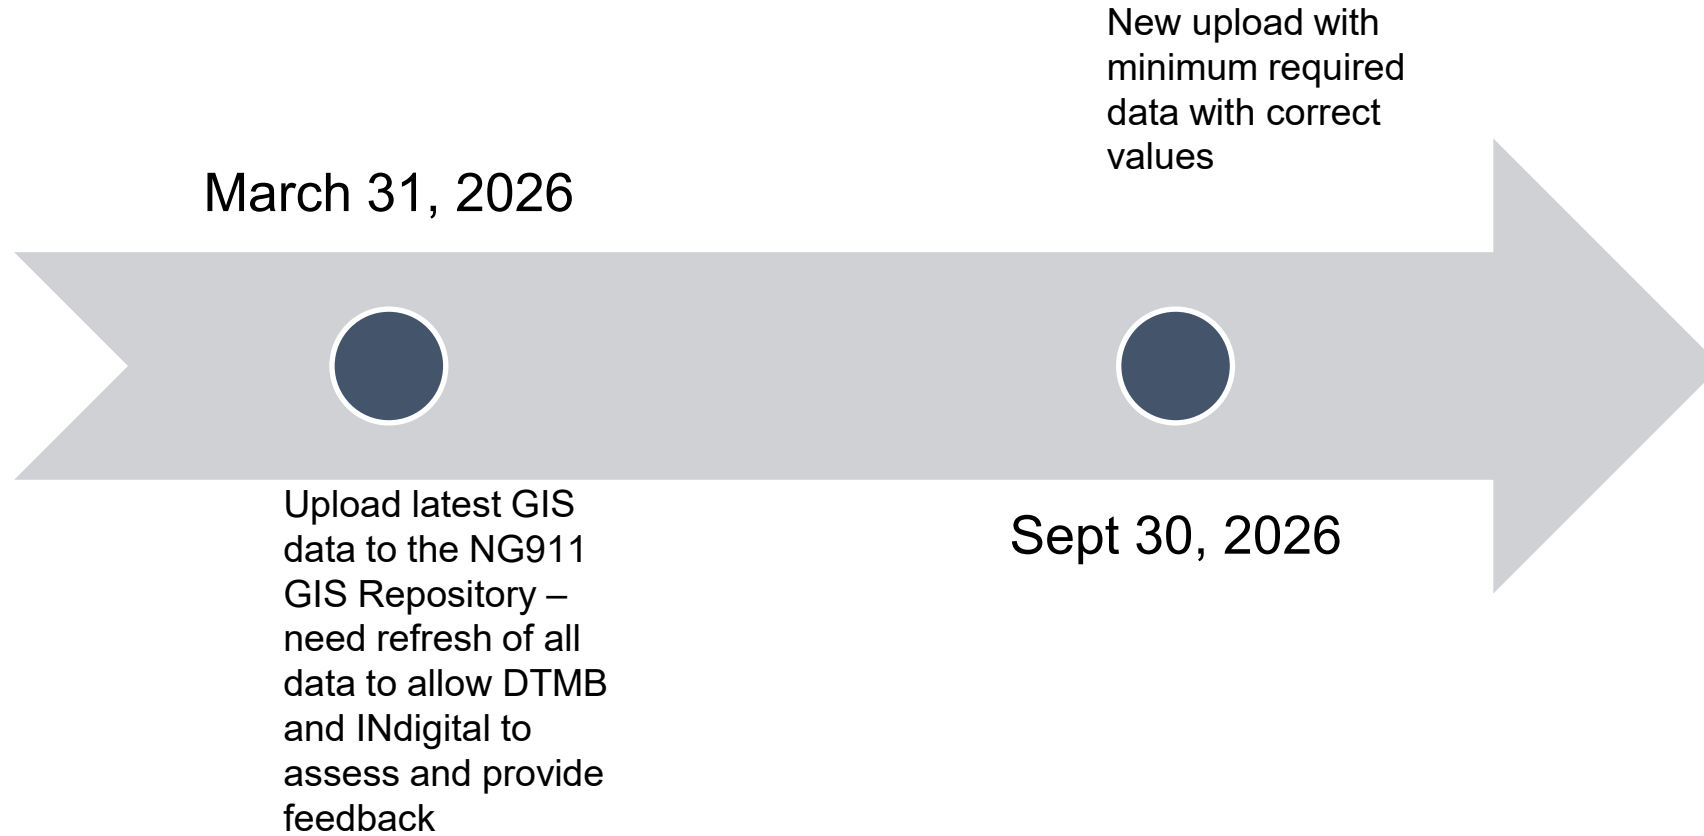 New upload with
minimum required
data with correct
values
March 31, 2026
Upload latest GIS
data to the NG911
GIS Repository –
need refresh of all
data to allow DTMB
and INdigital to
assess and provide
feedback
Sept 30, 2026